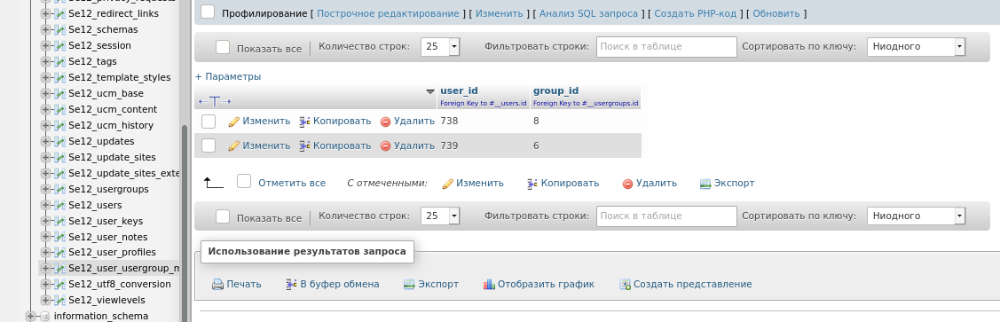 Se12_privacy_requests
Se12_redirect_links
Se12_schemas
Se12_session
Se12_tags
Se12_template_styles
Se12_ucm_base
Se12_ucm_content
Se12_ucm_history
Se12_updates
Se12_update_sites
Se12_update_sites_exte
Se12_usergroups
Se12_users
Se12_user_keys
Se12_user_notes
Se12_user_profiles
Se12_user_usergroup_m
Se12_utf8_conversion
Se12_viewlevels
information_schema
Профилирование [ Построчное редактирование ] [ Изменить ] [ Анализ SQL запроса ] [ Создать PHP-код ] [ Обновить ]
Показать все Количество строк: 25 Фильтровать строки: Поиск в таблице Сортировать по ключу: Ниодного
+ Параметры
user_id group_id
Foreign Key to #__users.id Foreign Key to #__usergroups.id
Изменить Копировать Удалить 738 8
Изменить Копировать Удалить 739 6
Отметить все С отмеченными: Изменить Копировать Удалить Экспорт
Показать все Количество строк: 25 Фильтровать строки: Поиск в таблице Сортировать по ключу: Ниодного
Использование результатов запроса
Печать В буфер обмена Экспорт Отобразить график Создать представление